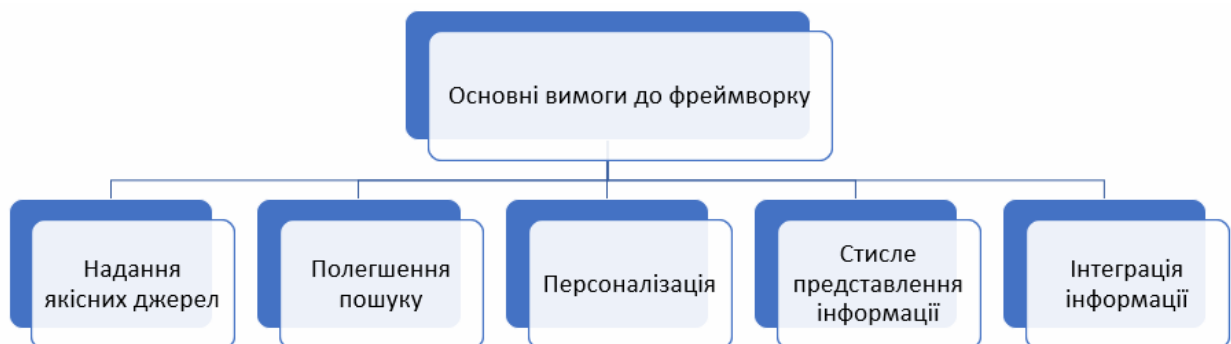 Основні вимоги до фреймворку
Надання
якісних джерел
Полегшення
пошуку
Персоналізація
Стисле
представлення
інформації
Інтеграція
інформації